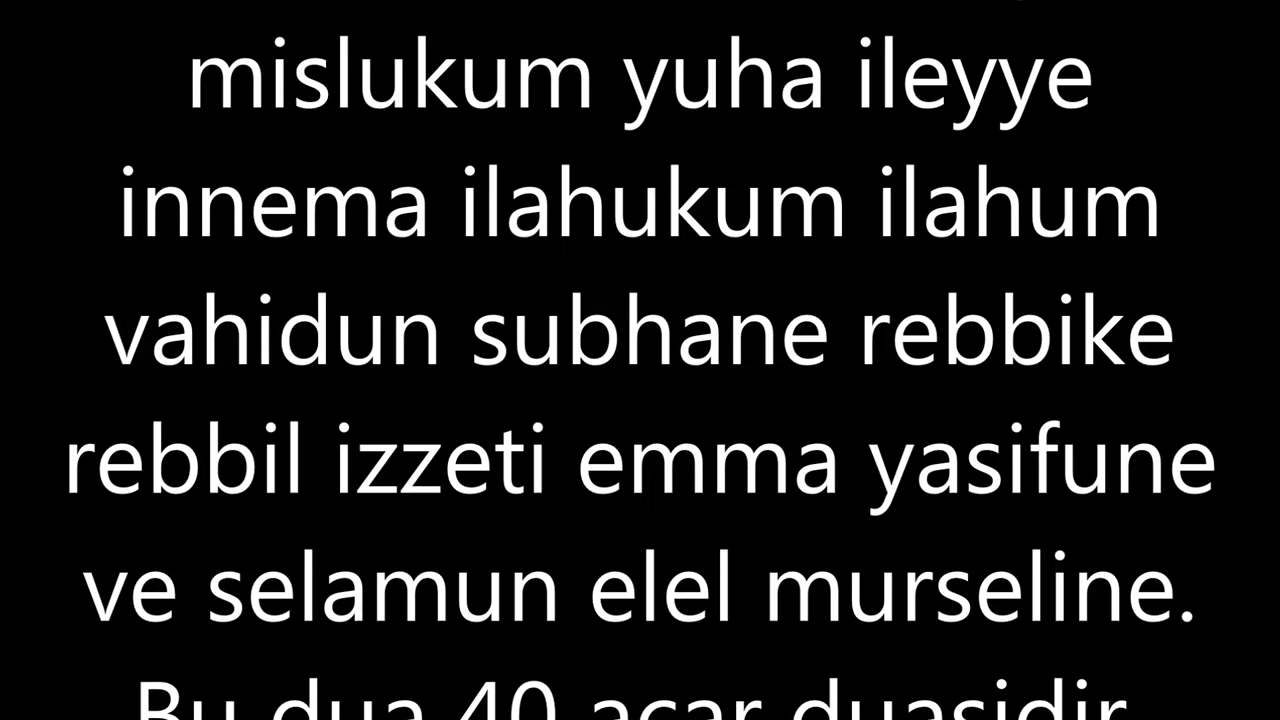 mislukum yuha ileyye
innema ilahukum ilahum
vahidun subhane rebbike
rebbil izzeti emma yasifune
ve selamun elel murseline.
Bu dua 40 acar duasidir